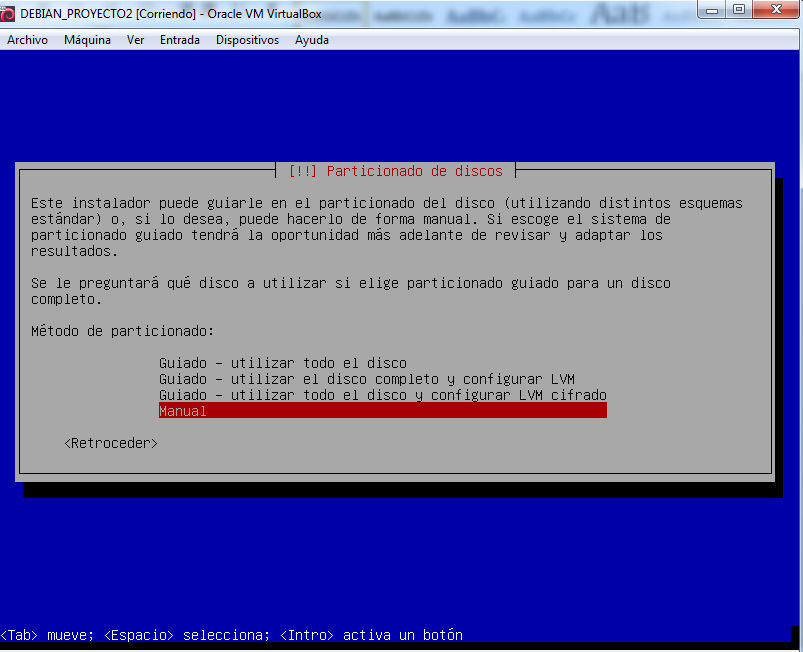 DEBIAN_PROYECTO2 [Corriendo] - Oracle VM VirtualBox
Archivo Máquina Ver Entrada Dispositivos Ayuda
[!!] Particionado de discos
Este instalador puede guiarle en el particionado del disco (utilizando distintos esquemas
estándar) o, si lo desea, puede hacerlo de forma manual. Si escoge el sistema de
particionado guiado tendrá la oportunidad más adelante de revisar y adaptar los
resultados.
Se le preguntará qué disco a utilizar si elige particionado guiado para un disco
completo.
Método de particionado:
Guiado - utilizar todo el disco
Guiado - utilizar el disco completo y configurar LVM
Guiado - utilizar todo el disco y configurar LVM cifrado
Manual
<Retroceder>
<Tab> mueve; <Espacio> selecciona; <Intro> activa un botón